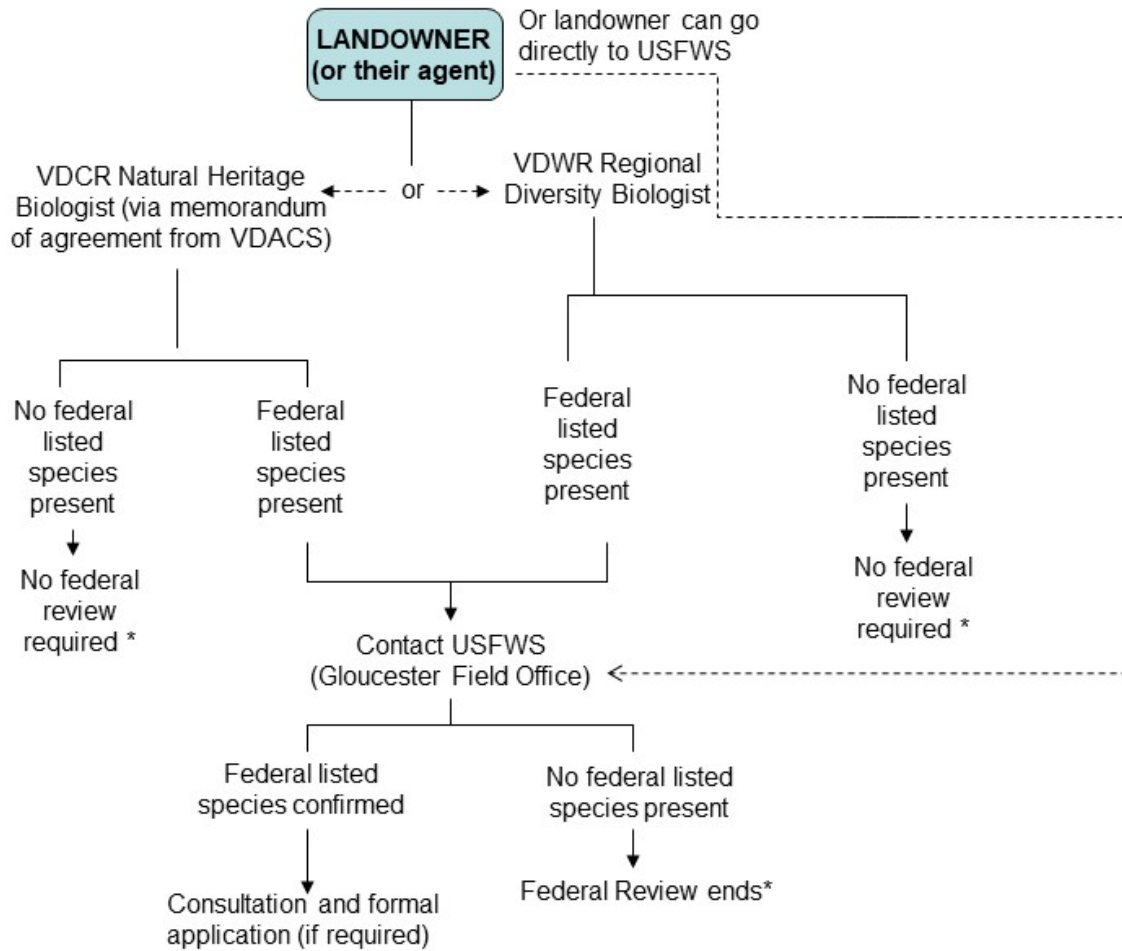 LANDOWNER
(or their agent)
Or landowner can go
directly to USFWS
VDCR Natural Heritage
Biologist (via memorandum
of agreement from VDACS)
or
VDWR Regional
Diversity Biologist
No federal
listed
species
present
Federal
listed
species
present
Federal
listed
species
present
No federal
listed
species
present
No federal
review
required *
No federal
review
required *
Contact USFWS
(Gloucester Field Office)
Federal listed
species confirmed
No federal listed
species present
Consultation and formal
application (if required)
Federal Review ends*